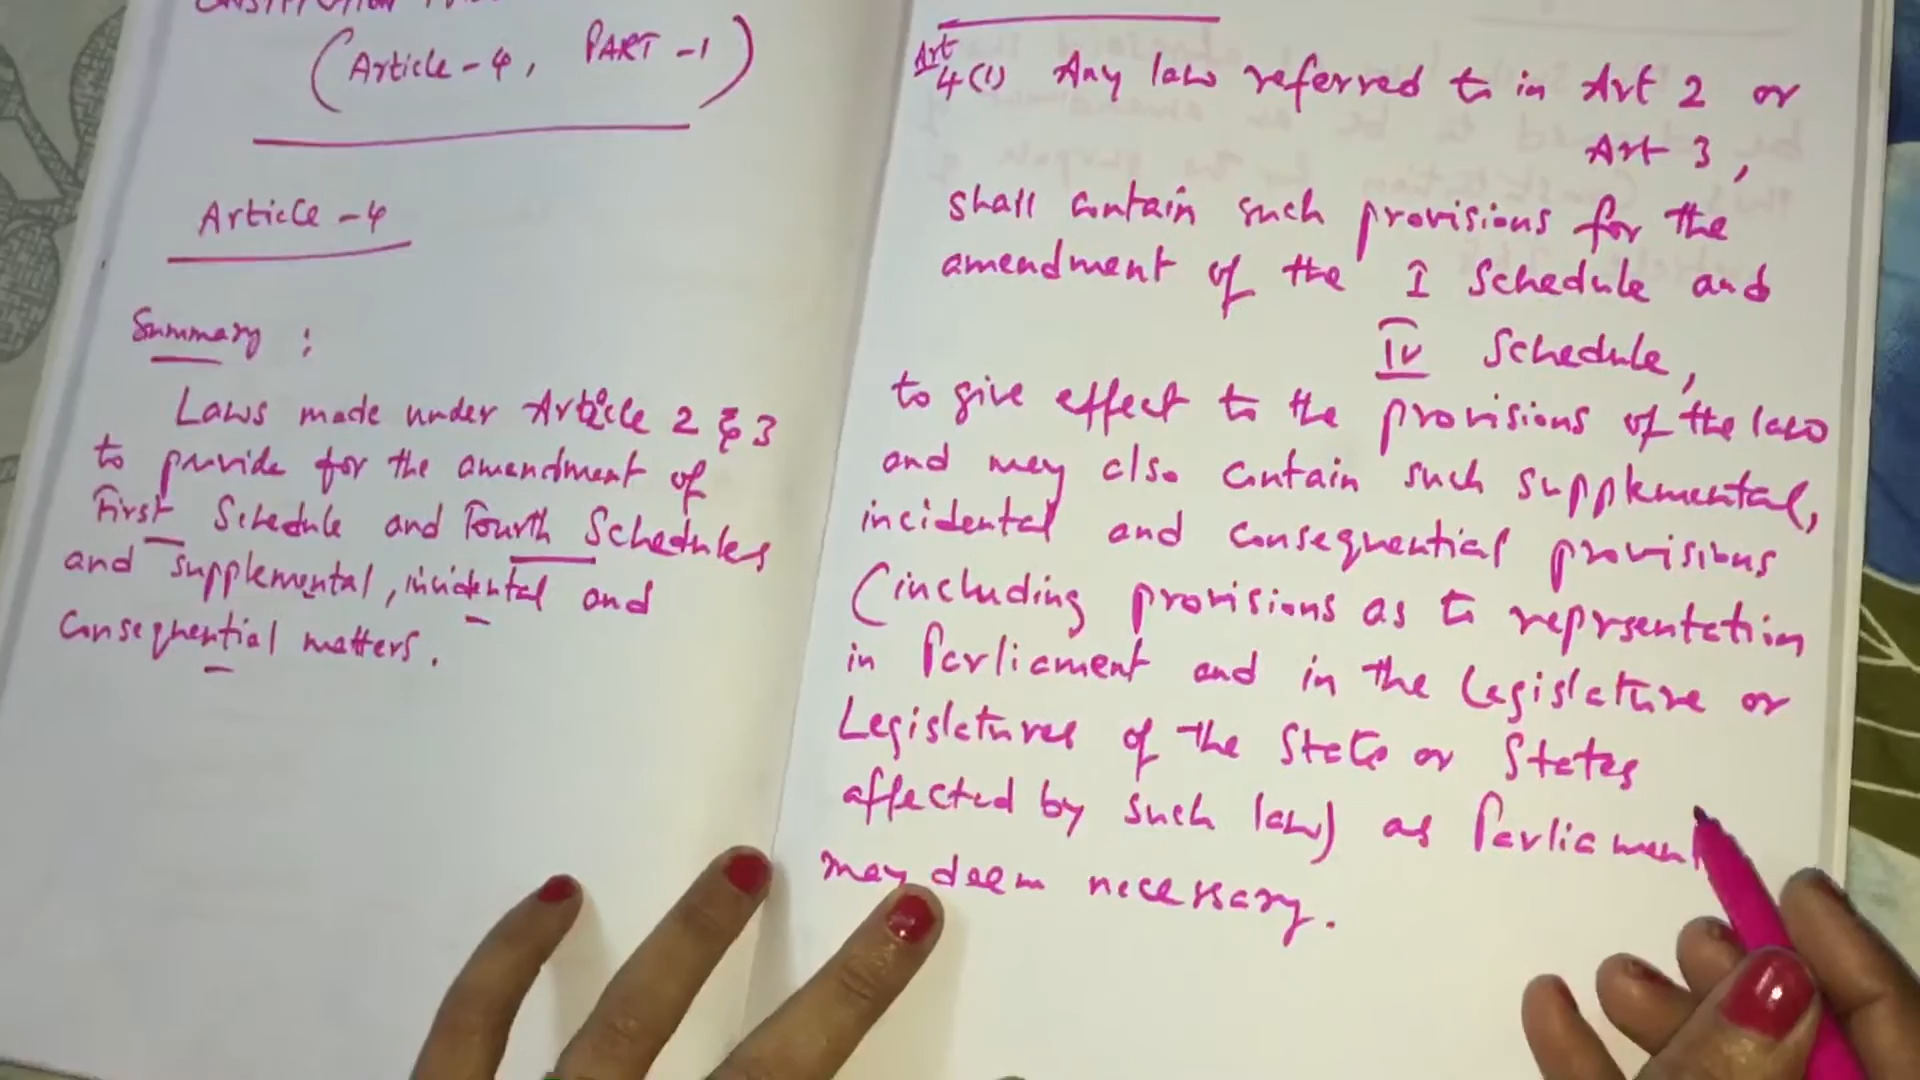 (Article - 4, PART - 1)
Article - 4
Summary :
Laws made under Article 2 & 3
to provide for the amendment of
First Schedule and Fourth Schedules
and supplemental, incidental and
Consequential matters.
Art
4(1) Any law referred to in Art 2 or
Art 3,
shall contain such provisions for the
amendment of the I Schedule and
IV Schedule,
to give effect to the provisions of the law
and may also contain such supplemental,
incidental and consequential provisions
(including provisions as to reprsentation
in Parliament and in the Legislature or
Legislatures of the State or States
affected by such law) as Parliament
may deem necessary.